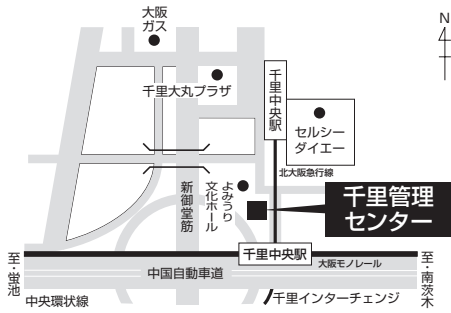 大阪
ガス
N
千里大丸プラザ
千里中央駅
セルシー
ダイエー
北大阪急行線
新御堂筋
よみうり
文化ホール
千里管理
センター
千里中央駅
大阪モノレール
至・蛍池
中国自動車道
至・南茨木
中央環状線
千里インターチェンジ